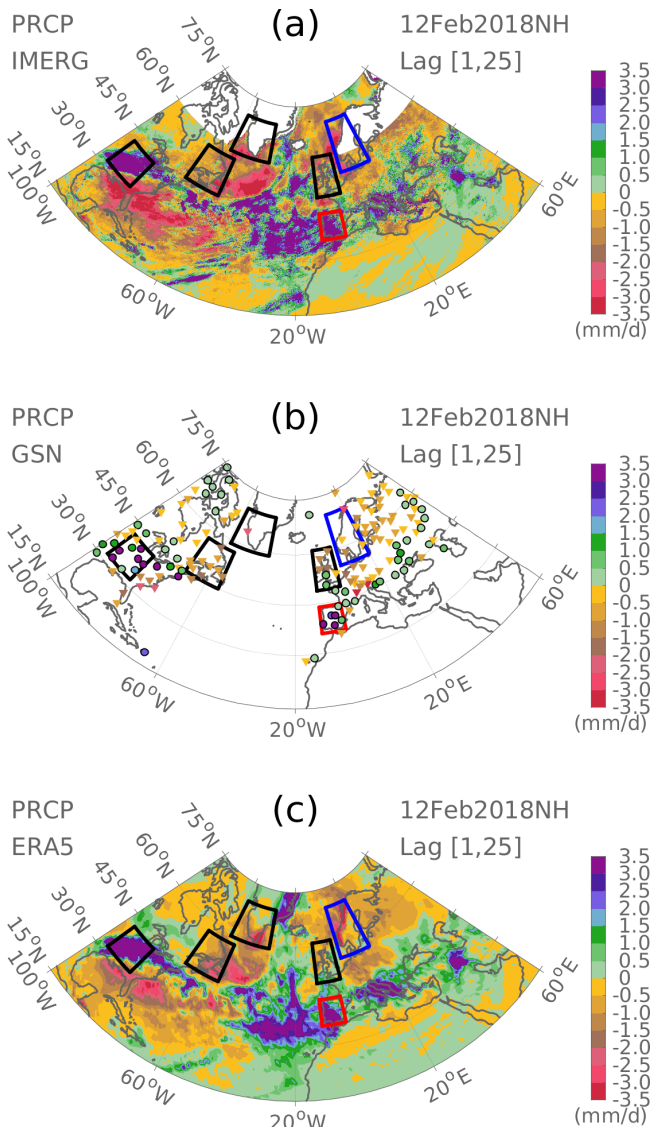 PRCP (a) 12Feb2018NH
IMERG Lag [1,25]
75°N
60°N
45°N
30°N
15°N
100°W
60°W
20°W
20°E
60°E
3.5
3.0
2.5
2.0
1.5
1.0
0.5
0
-0.5
-1.0
-1.5
-2.0
-2.5
-3.0
-3.5
(mm/d)
PRCP (b) 12Feb2018NH
GSN Lag [1,25]
75°N
60°N
45°N
30°N
15°N
100°W
60°W
20°W
20°E
60°E
3.5
3.0
2.5
2.0
1.5
1.0
0.5
0
-0.5
-1.0
-1.5
-2.0
-2.5
-3.0
-3.5
(mm/d)
PRCP (c) 12Feb2018NH
ERA5 Lag [1,25]
75°N
60°N
45°N
30°N
15°N
100°W
60°W
20°W
20°E
60°E
3.5
3.0
2.5
2.0
1.5
1.0
0.5
0
-0.5
-1.0
-1.5
-2.0
-2.5
-3.0
-3.5
(mm/d)